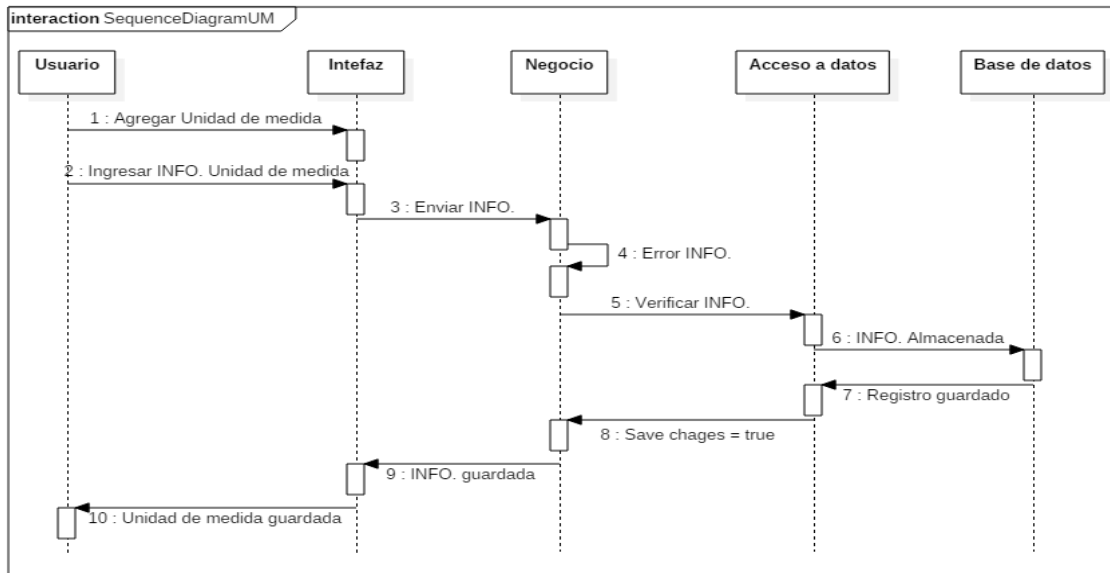 interaction SequenceDiagramUM
Usuario
Intefaz
Negocio
Acceso a datos
Base de datos
1 : Agregar Unidad de medida
2 : Ingresar INFO. Unidad de medida
3 : Enviar INFO.
4 : Error INFO.
5 : Verificar INFO.
6 : INFO. Almacenada
7 : Registro guardado
8 : Save chages = true
9 : INFO. guardada
10 : Unidad de medida guardada